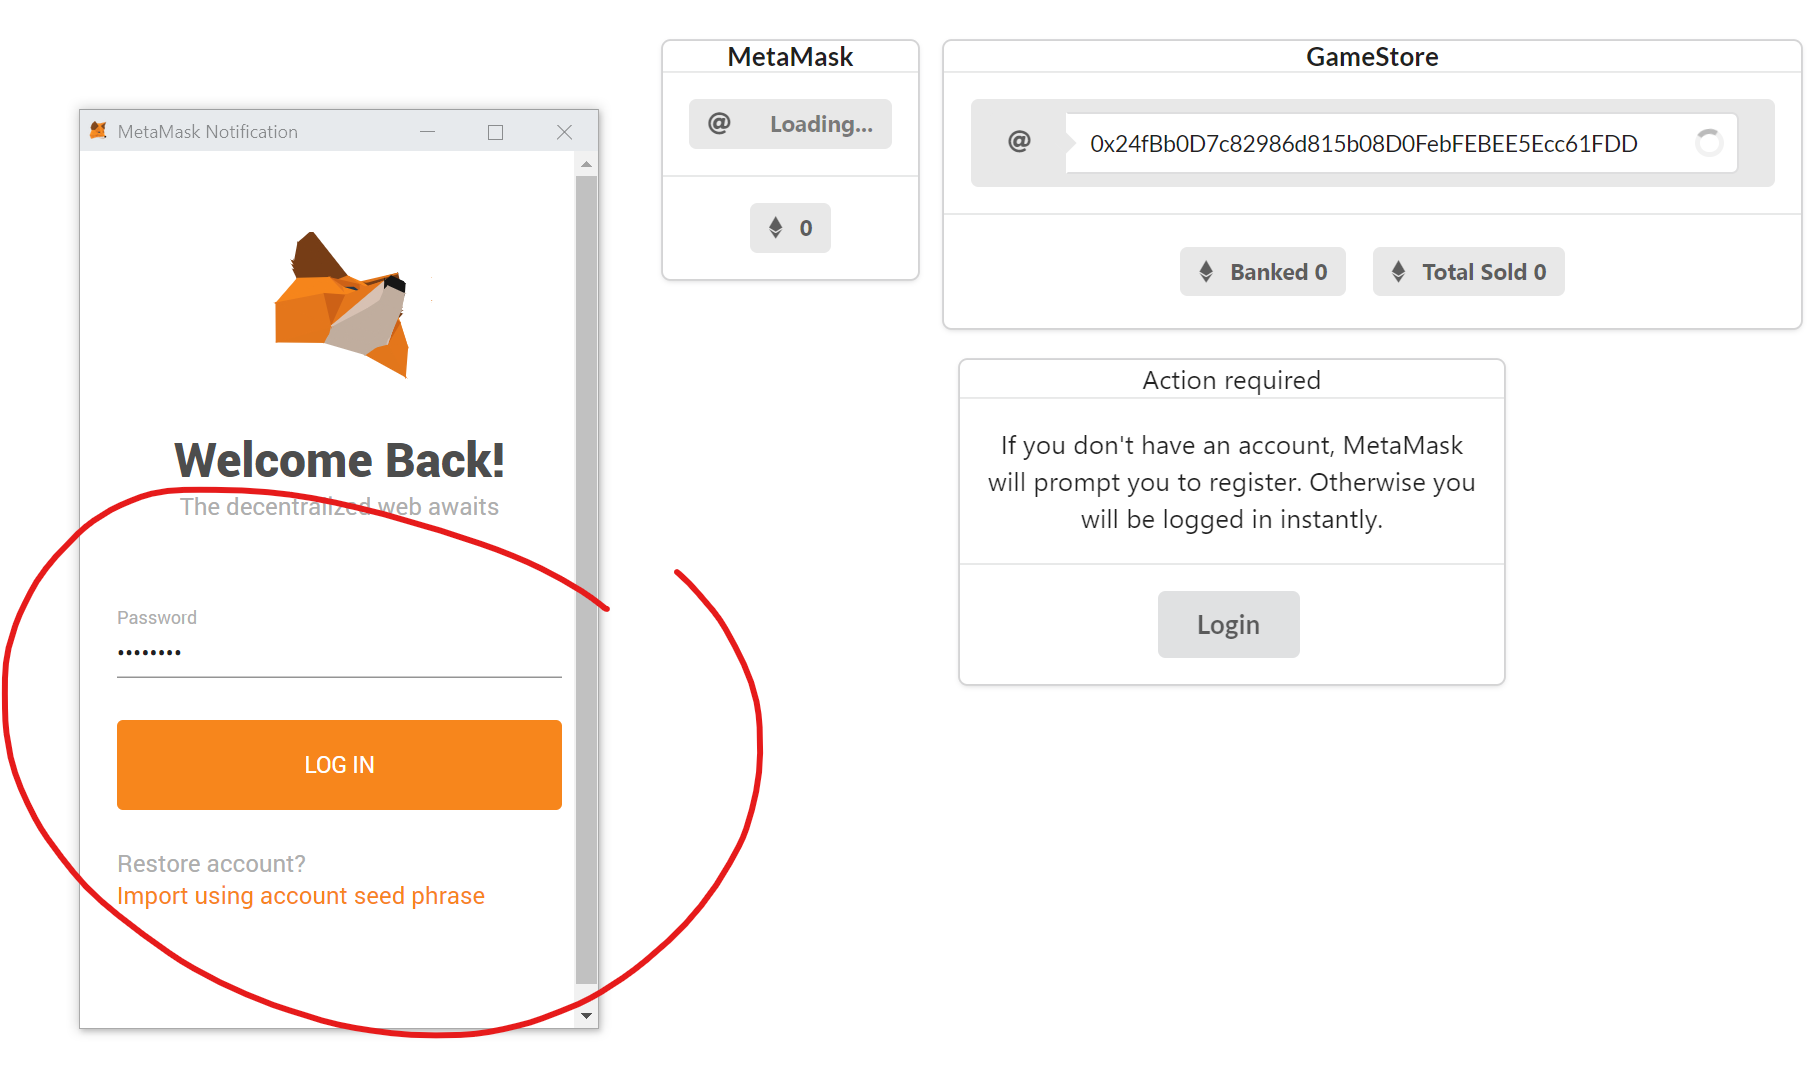 MetaMask Notification
Welcome Back!
The decentralized web awaits
Password
••••••••
LOG IN
Restore account?
Import using account seed phrase
MetaMask
@ Loading...
0
GameStore
@ 0x24fBb0D7c82986d815b08D0FebFEBEE5Ecc61FDD
Banked 0 Total Sold 0
Action required
If you don't have an account, MetaMask
will prompt you to register. Otherwise you
will be logged in instantly.
Login